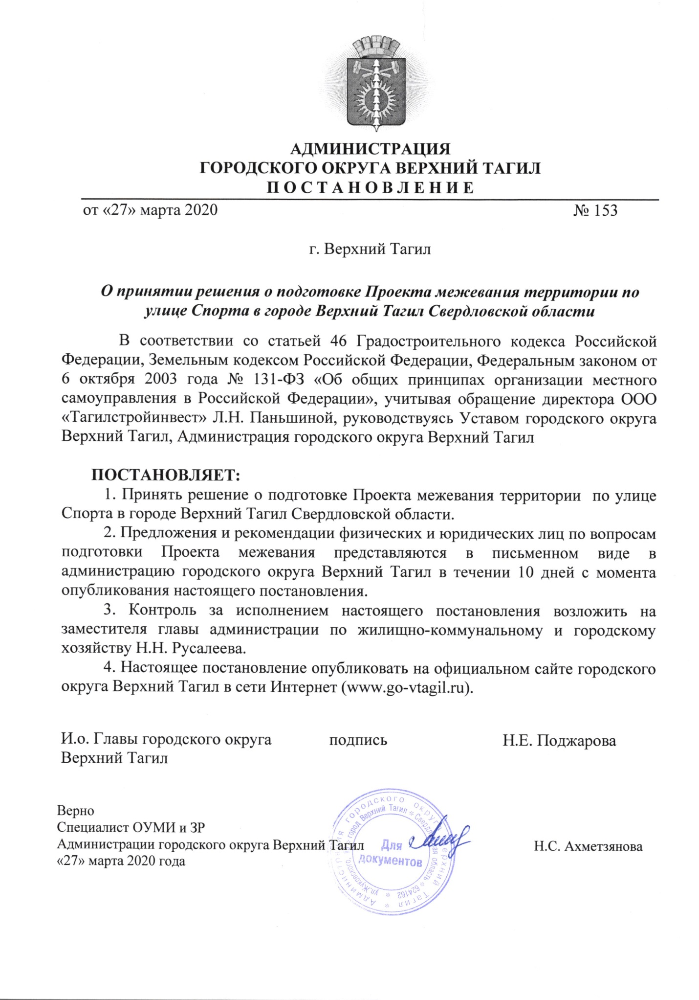 АДМИНИСТРАЦИЯ
ГОРОДСКОГО ОКРУГА ВЕРХНИЙ ТАГИЛ
П О С Т А Н О В Л Е Н И Е
от «27» марта 2020 № 153
г. Верхний Тагил
О принятии решения о подготовке Проекта межевания территории по
улице Спорта в городе Верхний Тагил Свердловской области
В соответствии со статьей 46 Градостроительного кодекса Российской
Федерации, Земельным кодексом Российской Федерации, Федеральным законом от
6 октября 2003 года № 131-ФЗ «Об общих принципах организации местного
самоуправления в Российской Федерации», учитывая обращение директора ООО
«Тагилстройинвест» Л.Н. Паньшиной, руководствуясь Уставом городского округа
Верхний Тагил, Администрация городского округа Верхний Тагил
ПОСТАНОВЛЯЕТ:
1. Принять решение о подготовке Проекта межевания территории по улице
Спорта в городе Верхний Тагил Свердловской области.
2. Предложения и рекомендации физических и юридических лиц по вопросам
подготовки Проекта межевания представляются в письменном виде в
администрацию городского округа Верхний Тагил в течении 10 дней с момента
опубликования настоящего постановления.
3. Контроль за исполнением настоящего постановления возложить на
заместителя главы администрации по жилищно-коммунальному и городскому
хозяйству Н.Н. Русалеева.
4. Настоящее постановление опубликовать на официальном сайте городского
округа Верхний Тагил в сети Интернет (www.go-vtagil.ru).
И.о. Главы городского округа подпись Н.Е. Поджарова
Верхний Тагил
Верно
Специалист ОУМИ и ЗР
Администрации городского округа Верхний Тагил Н.С. Ахметзянова
«27» марта 2020 года
Администрация городского округа Верхний Тагил *
город Верхний Тагил * Свердловская область * 624162 * ул.Жуковского, 13 *
Для
документов